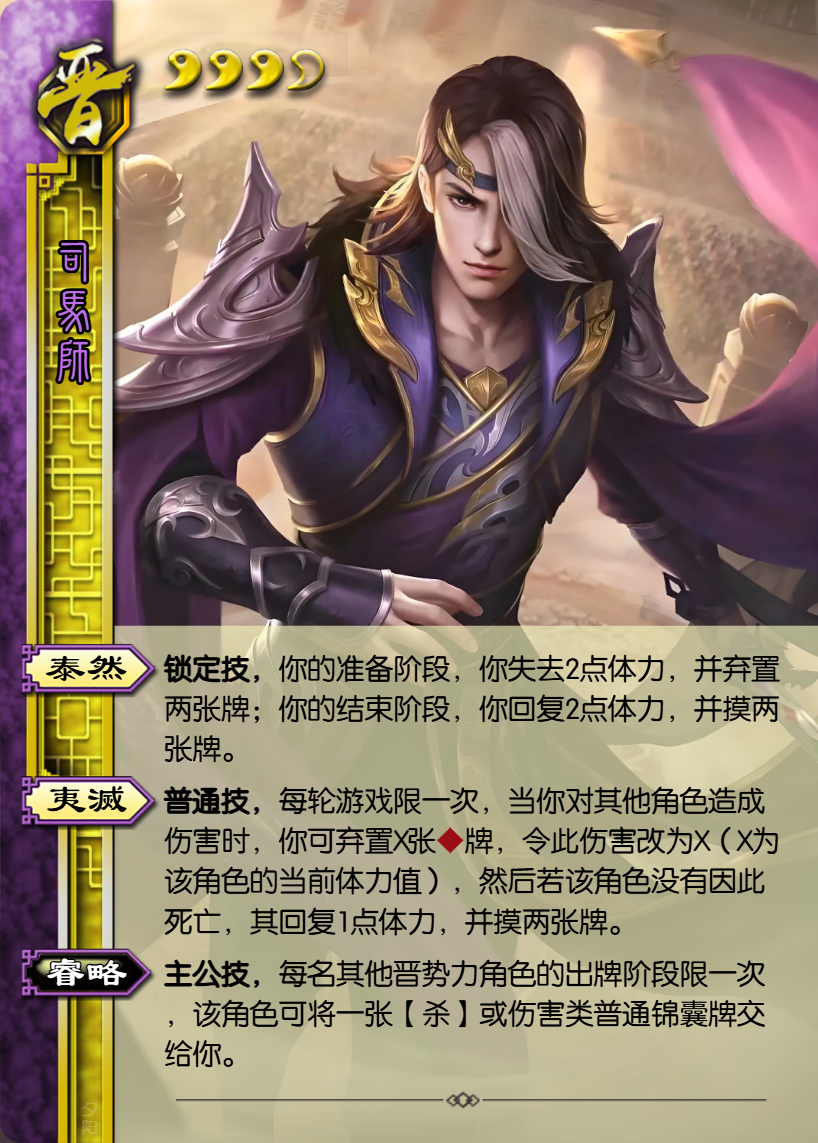 晋
司馬師
泰然
锁定技，你的准备阶段，你失去2点体力，并弃置
两张牌；你的结束阶段，你回复2点体力，并摸两
张牌。
夷滅
普通技，每轮游戏限一次，当你对其他角色造成
伤害时，你可弃置X张◆牌，令此伤害改为X（X为
该角色的当前体力值），然后若该角色没有因此
死亡，其回复1点体力，并摸两张牌。
睿略
主公技，每名其他晋势力角色的出牌阶段限一次
，该角色可将一张【杀】或伤害类普通锦囊牌交
给你。
夕阳